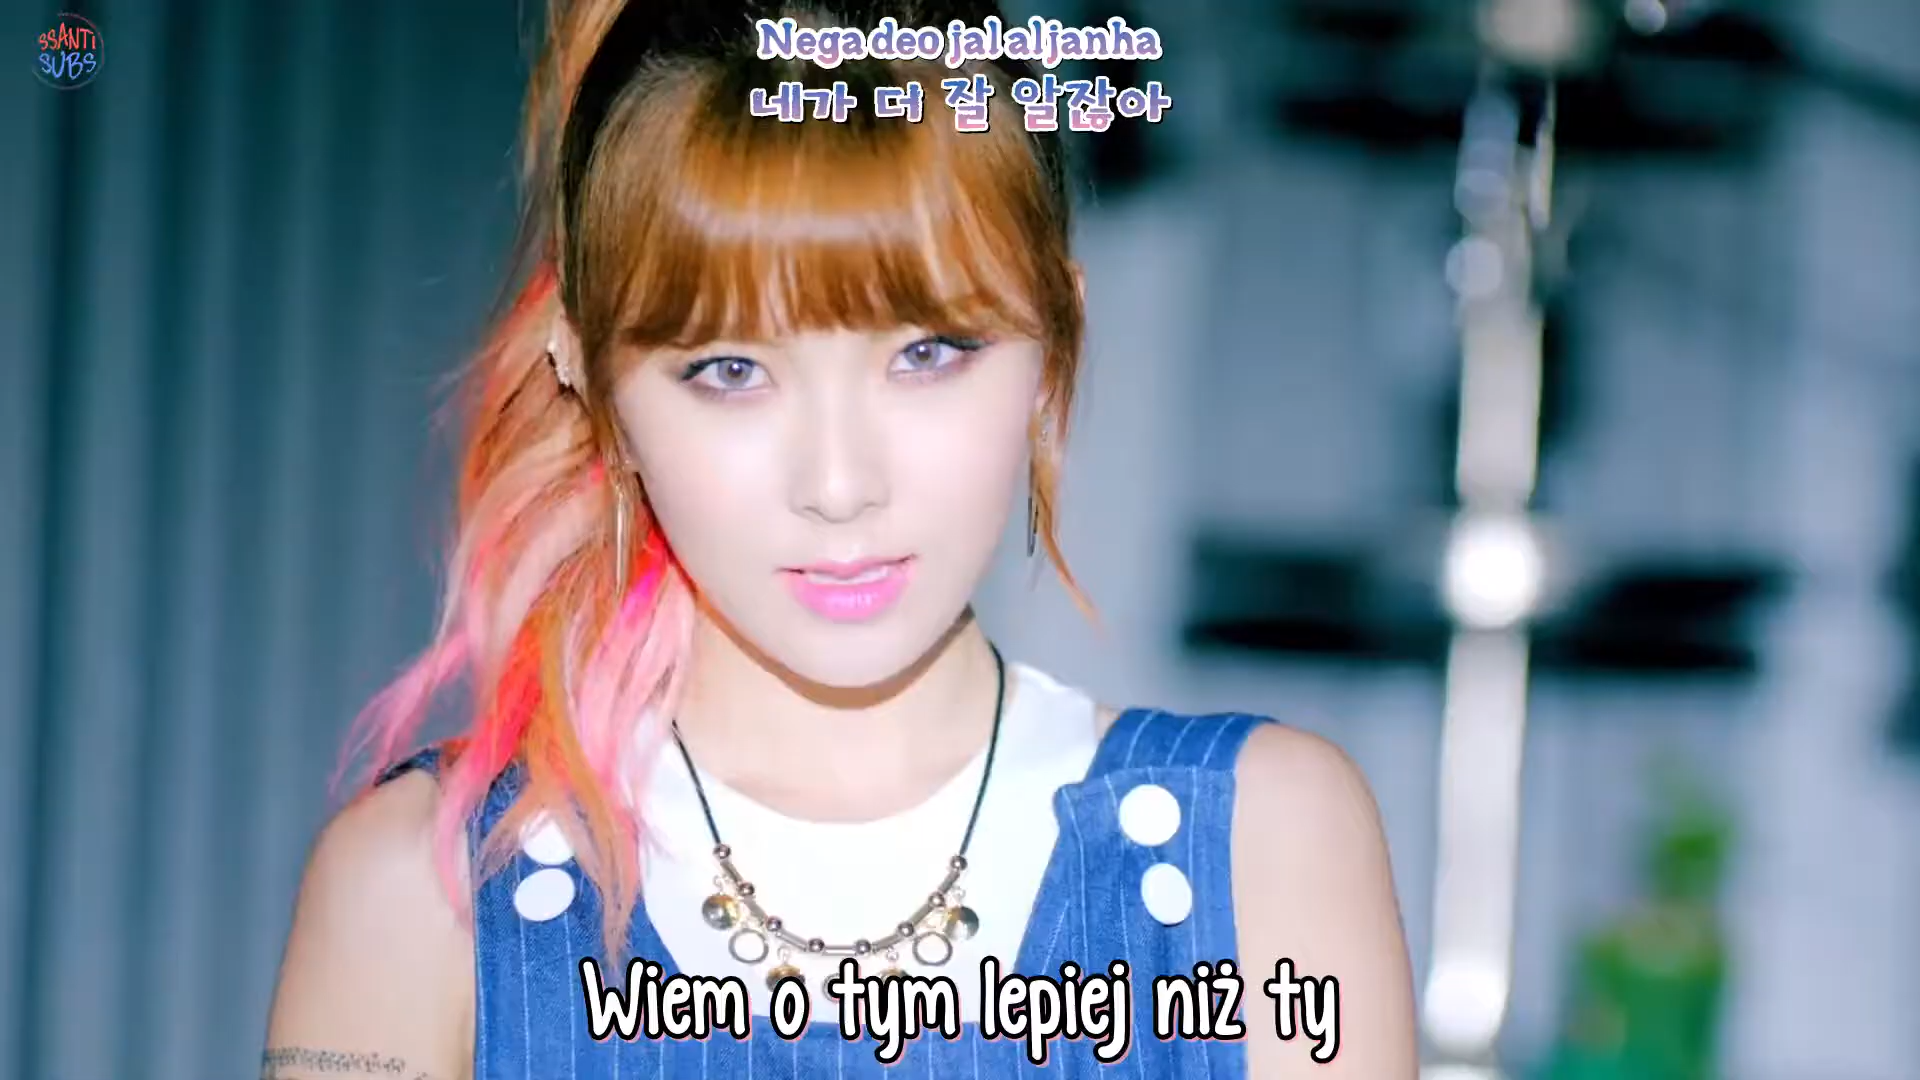 SSANTI
SUBS
Nega deo jal aljanha
네가 더 잘 알잖아
Wiem o tym lepiej niż ty